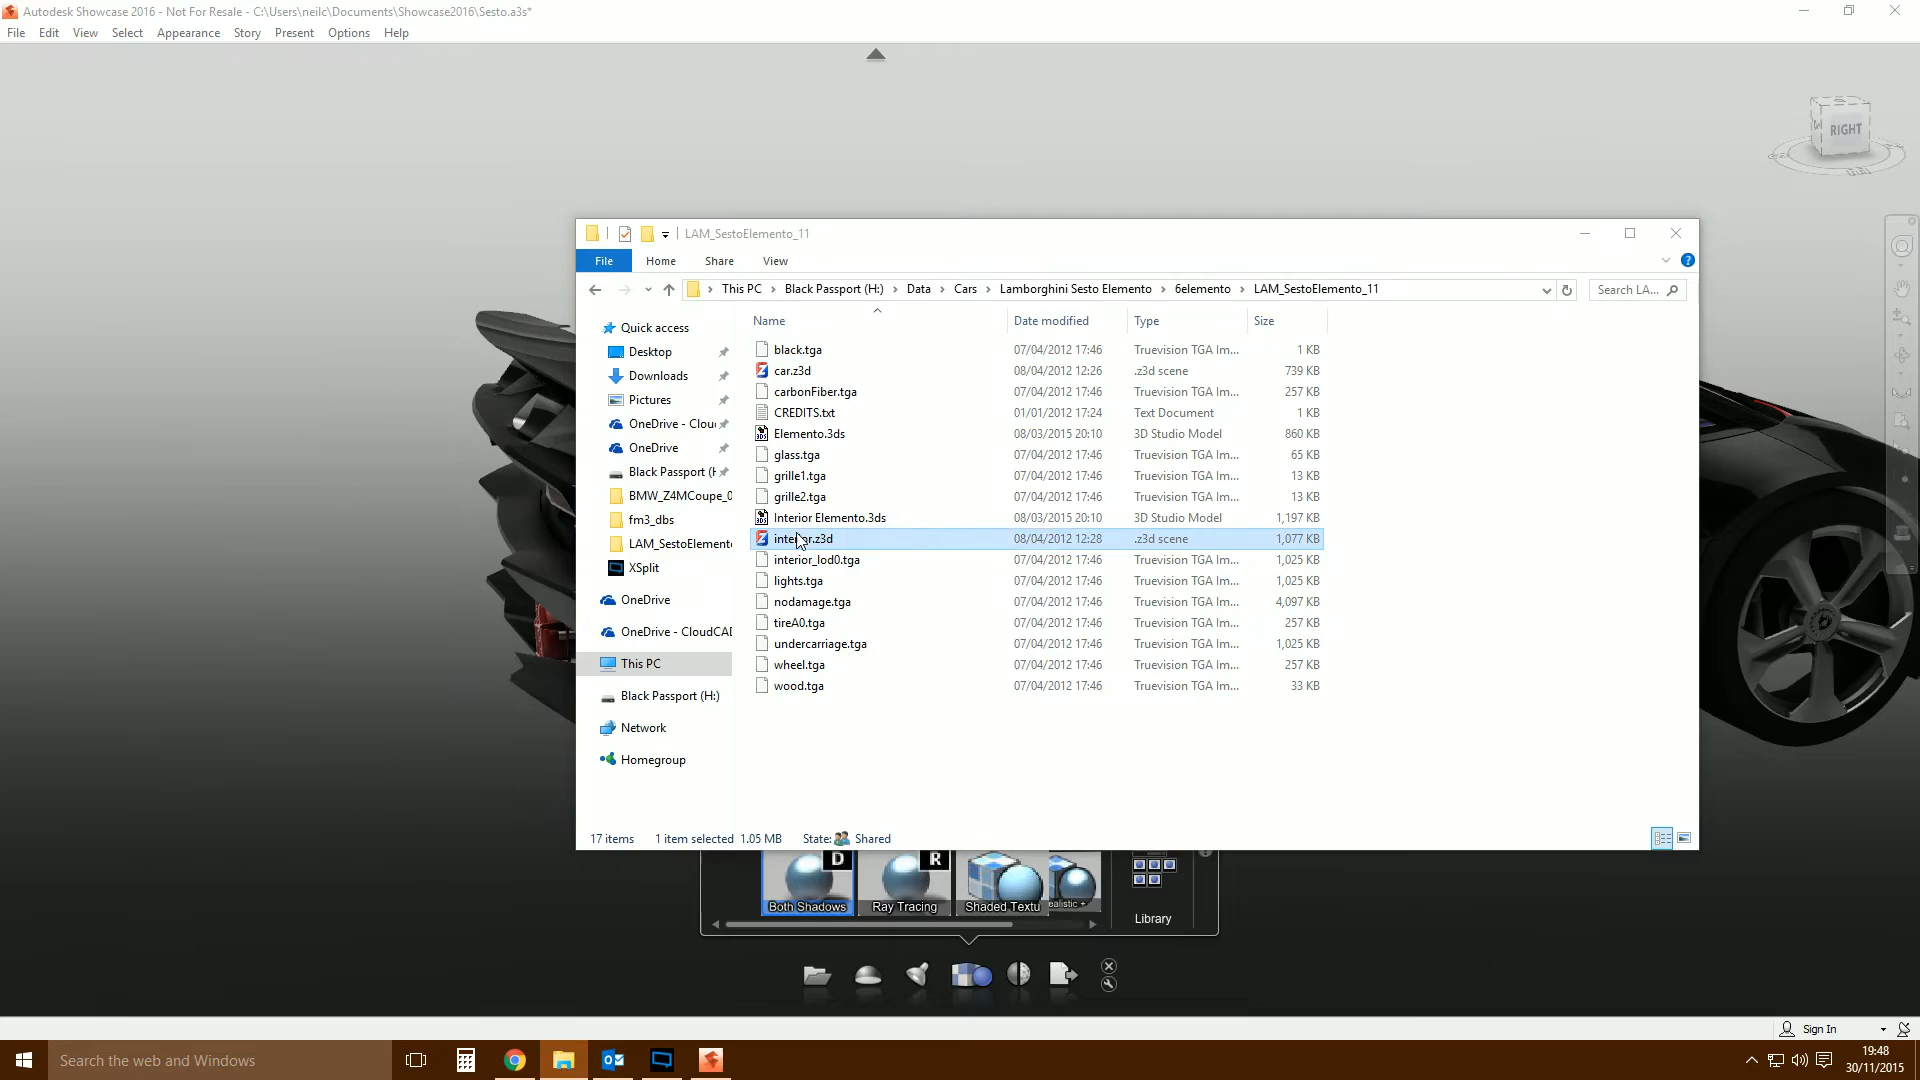 Autodesk Showcase 2016 - Not For Resale - C:\Users\neilc\Documents\Showcase2016\Sesto.a3s*
File Edit View Select Appearance Story Present Options Help
RIGHT
LAM_SestoElemento_11
File Home Share View
This PC Black Passport (H:) Data Cars Lamborghini Sesto Elemento 6elemento LAM_SestoElemento_11 Search LA...
Name Date modified Type Size
Quick access
Desktop
Downloads
Pictures
OneDrive - Clou
OneDrive
Black Passport (H
BMW_Z4MCoupe_0
fm3_dbs
LAM_SestoElemento
XSplit
OneDrive
OneDrive - CloudCAD
This PC
Black Passport (H:)
Network
Homegroup
black.tga 07/04/2012 17:46 Truevision TGA Im... 1 KB
car.z3d 08/04/2012 12:26 .z3d scene 739 KB
carbonFiber.tga 07/04/2012 17:46 Truevision TGA Im... 257 KB
CREDITS.txt 01/01/2012 17:24 Text Document 1 KB
Elemento.3ds 08/03/2015 20:10 3D Studio Model 860 KB
glass.tga 07/04/2012 17:46 Truevision TGA Im... 65 KB
grille1.tga 07/04/2012 17:46 Truevision TGA Im... 13 KB
grille2.tga 07/04/2012 17:46 Truevision TGA Im... 13 KB
Interior Elemento.3ds 08/03/2015 20:10 3D Studio Model 1,197 KB
interior.z3d 08/04/2012 12:28 .z3d scene 1,077 KB
interior_lod0.tga 07/04/2012 17:46 Truevision TGA Im... 1,025 KB
lights.tga 07/04/2012 17:46 Truevision TGA Im... 1,025 KB
nodamage.tga 07/04/2012 17:46 Truevision TGA Im... 4,097 KB
tireA0.tga 07/04/2012 17:46 Truevision TGA Im... 257 KB
undercarriage.tga 07/04/2012 17:46 Truevision TGA Im... 1,025 KB
wheel.tga 07/04/2012 17:46 Truevision TGA Im... 257 KB
wood.tga 07/04/2012 17:46 Truevision TGA Im... 33 KB
17 items 1 item selected 1.05 MB State: Shared
D R
Both Shadows Ray Tracing Shaded Textu ealistic +
Library
Sign In
Search the web and Windows
19:48
30/11/2015